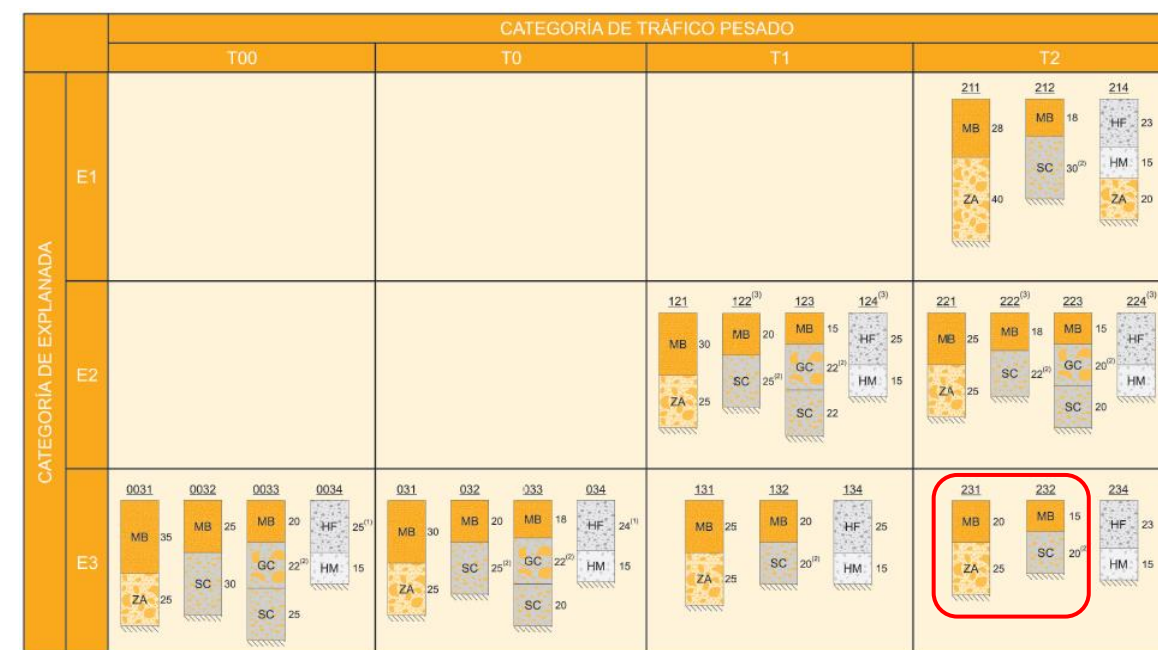 CATEGORÍA DE TRÁFICO PESADO
T00 T0 T1 T2
CATEGORÍA DE EXPLANADA
E1
211 212 214
MB 28 MB 18 HF 23
ZA 40 SC 30(2) HM 15
ZA 20
E2
121 122(3) 123 124(3) 221 222(3) 223 224(3)
MB 30 MB 20 MB 15 HF 25 MB 25 MB 18 MB 15 HF
ZA 25 SC 25(2) GC 22(2) HM 15 ZA 25 SC 22(2) GC 20(2) HM
SC 22 SC 20
E3
0031 0032 0033 0034 031 032 033 034 131 132 134 231 232 234
MB 35 MB 25 MB 20 HF 25(1) MB 30 MB 20 MB 18 HF 24(1) MB 25 MB 20 HF 25 MB 20 MB 15 HF 23
ZA 25 SC 30 GC 22(2) HM 15 ZA 25 SC 25(2) GC 22(2) HM 15 ZA 25 SC 20(2) HM 15 ZA 25 SC 20(2 HM 15
SC 25 SC 20